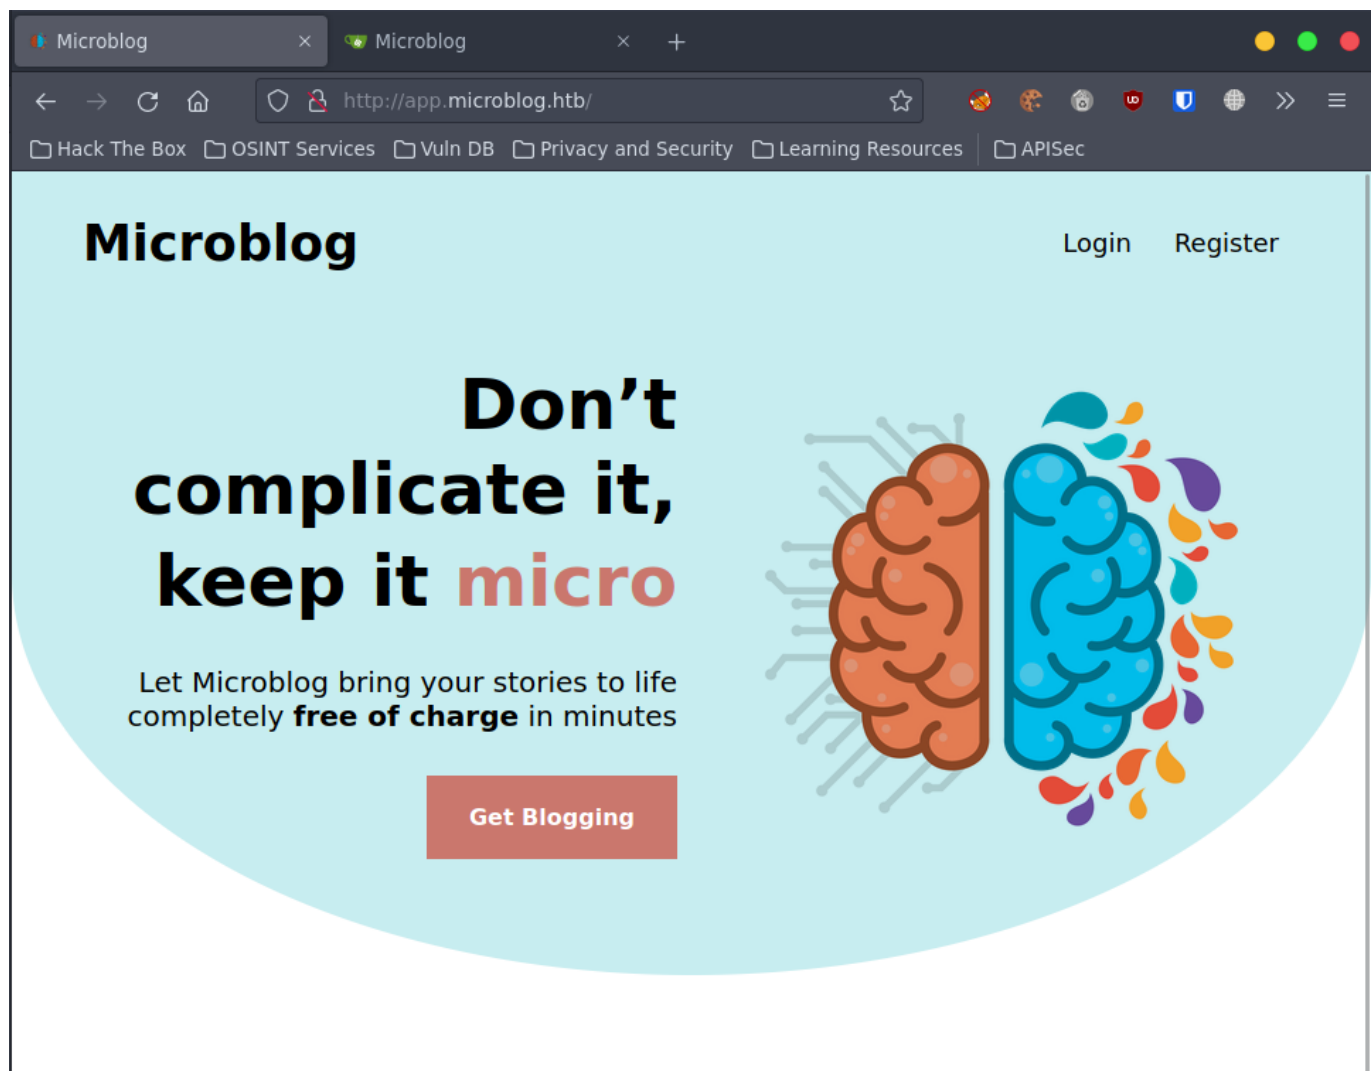 Microblog
Microblog
http://app.microblog.htb/
Hack The Box OSINT Services Vuln DB Privacy and Security Learning Resources APISec
Microblog
Login Register
Don’t
complicate it,
keep it micro
Let Microblog bring your stories to life
completely free of charge in minutes
Get Blogging